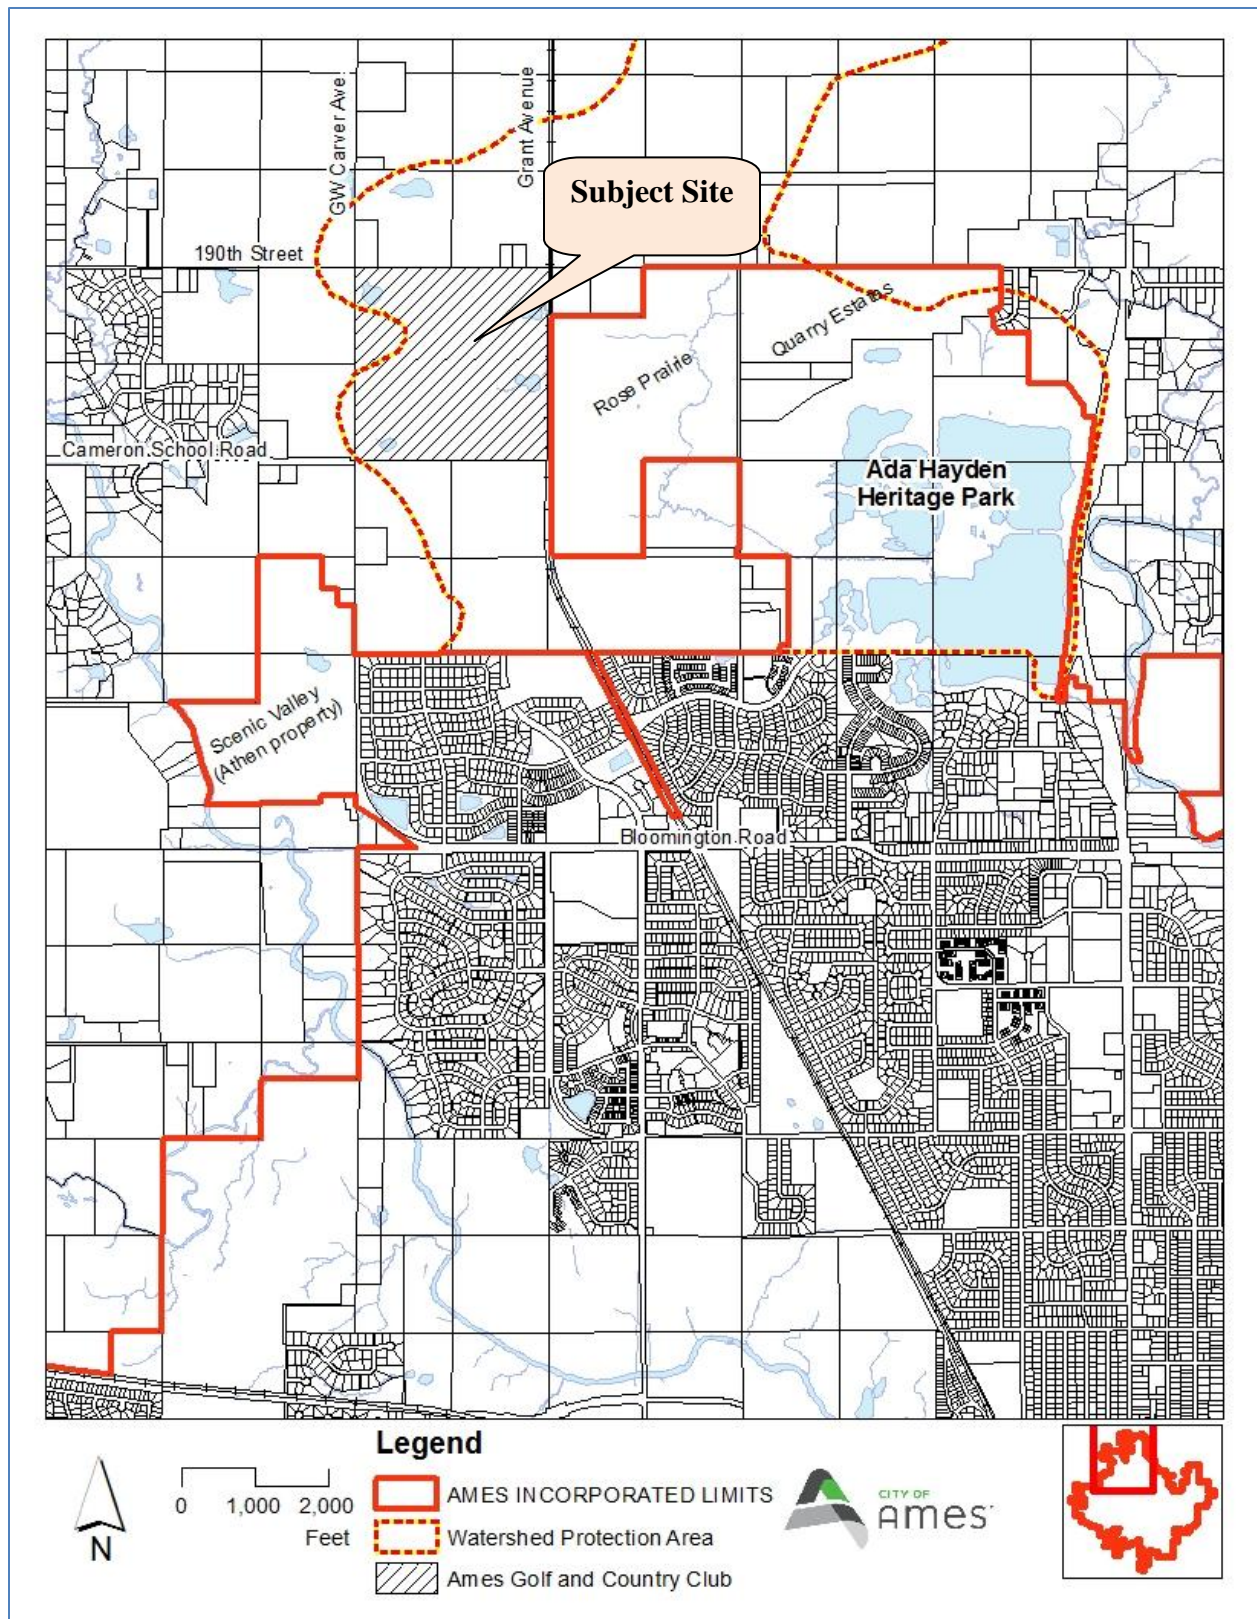 GW Carver Ave.
Grant Avenue
Subject Site
190th Street
Quarry Estatas
Rose Prairie
Cameron School Road
Ada Hayden
Heritage Park
Scenic Valley
(Athen property)
Bloomington Road
Legend
0 1,000 2,000
Feet
N
AMES INCORPORATED LIMITS
Watershed Protection Area
Ames Golf and Country Club
CITY OF
Ames